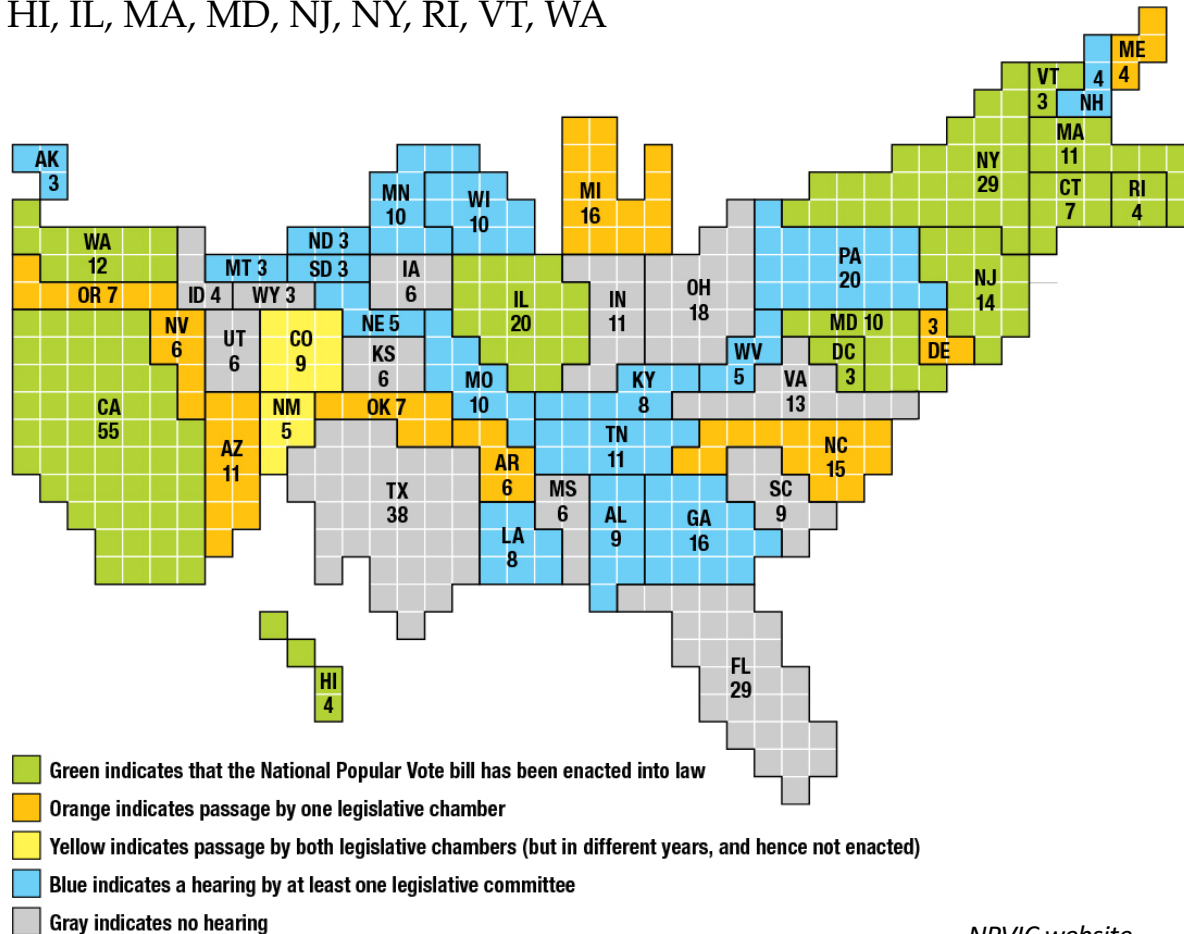 HI, IL, MA, MD, NJ, NY, RI, VT, WA
ME
4
VT
3
4
NH
MA
11
NY
29
CT
7
RI
4
AK
3
MN
10
WI
10
MI
16
WA
12
ND 3
MT 3
SD 3
IA
6
PA
20
NJ
14
OR 7
ID 4
WY 3
IL
20
IN
11
OH
18
NV
6
UT
6
CO
9
NE 5
KS
6
MD 10
3
DE
DC
3
WV
5
VA
13
MO
10
KY
8
CA
55
AZ
11
NM
5
OK 7
TN
11
NC
15
AR
6
TX
38
MS
6
SC
9
AL
9
GA
16
LA
8
HI
4
FL
29
Green indicates that the National Popular Vote bill has been enacted into law
Orange indicates passage by one legislative chamber
Yellow indicates passage by both legislative chambers (but in different years, and hence not enacted)
Blue indicates a hearing by at least one legislative committee
Gray indicates no hearing
NPVIC website